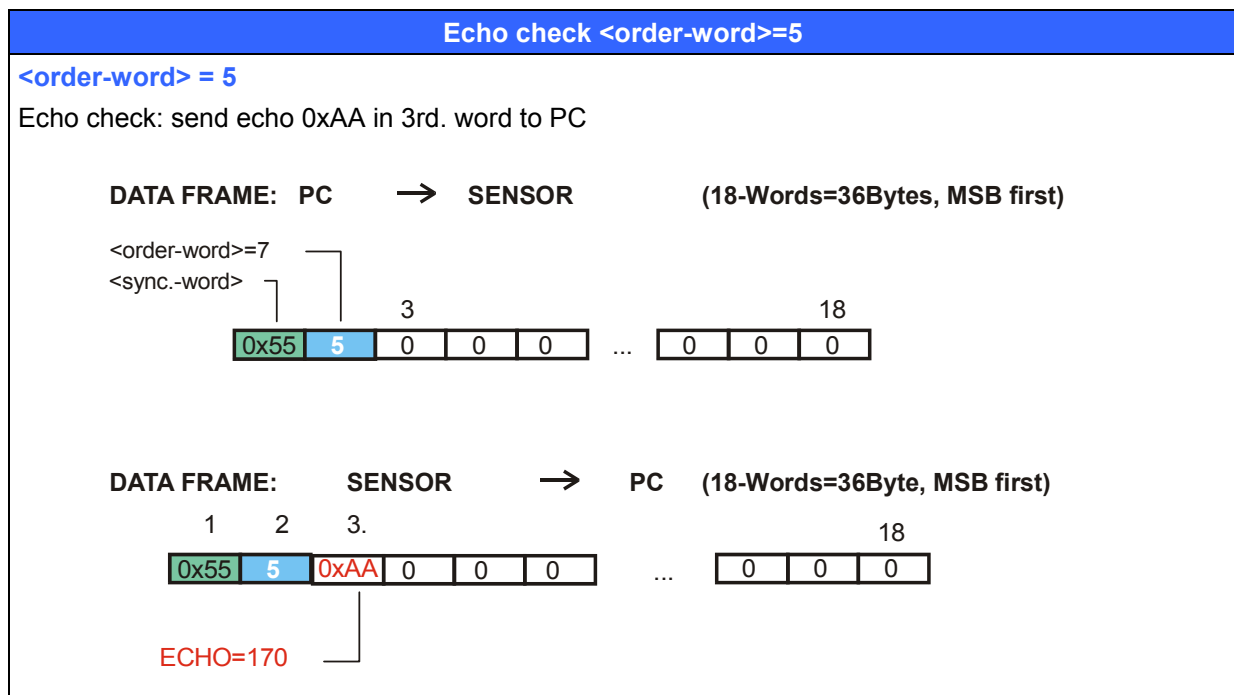 Echo check <order-word>=5
<order-word> = 5
Echo check: send echo 0xAA in 3rd. word to PC
DATA FRAME: PC → SENSOR (18-Words=36Bytes, MSB first)
<order-word>=7
<sync.-word>
3 18
0x55 5 0 0 0 ... 0 0 0
DATA FRAME: SENSOR → PC (18-Words=36Byte, MSB first)
1 2 3. 18
0x55 5 0xAA 0 0 0 ... 0 0 0
ECHO=170